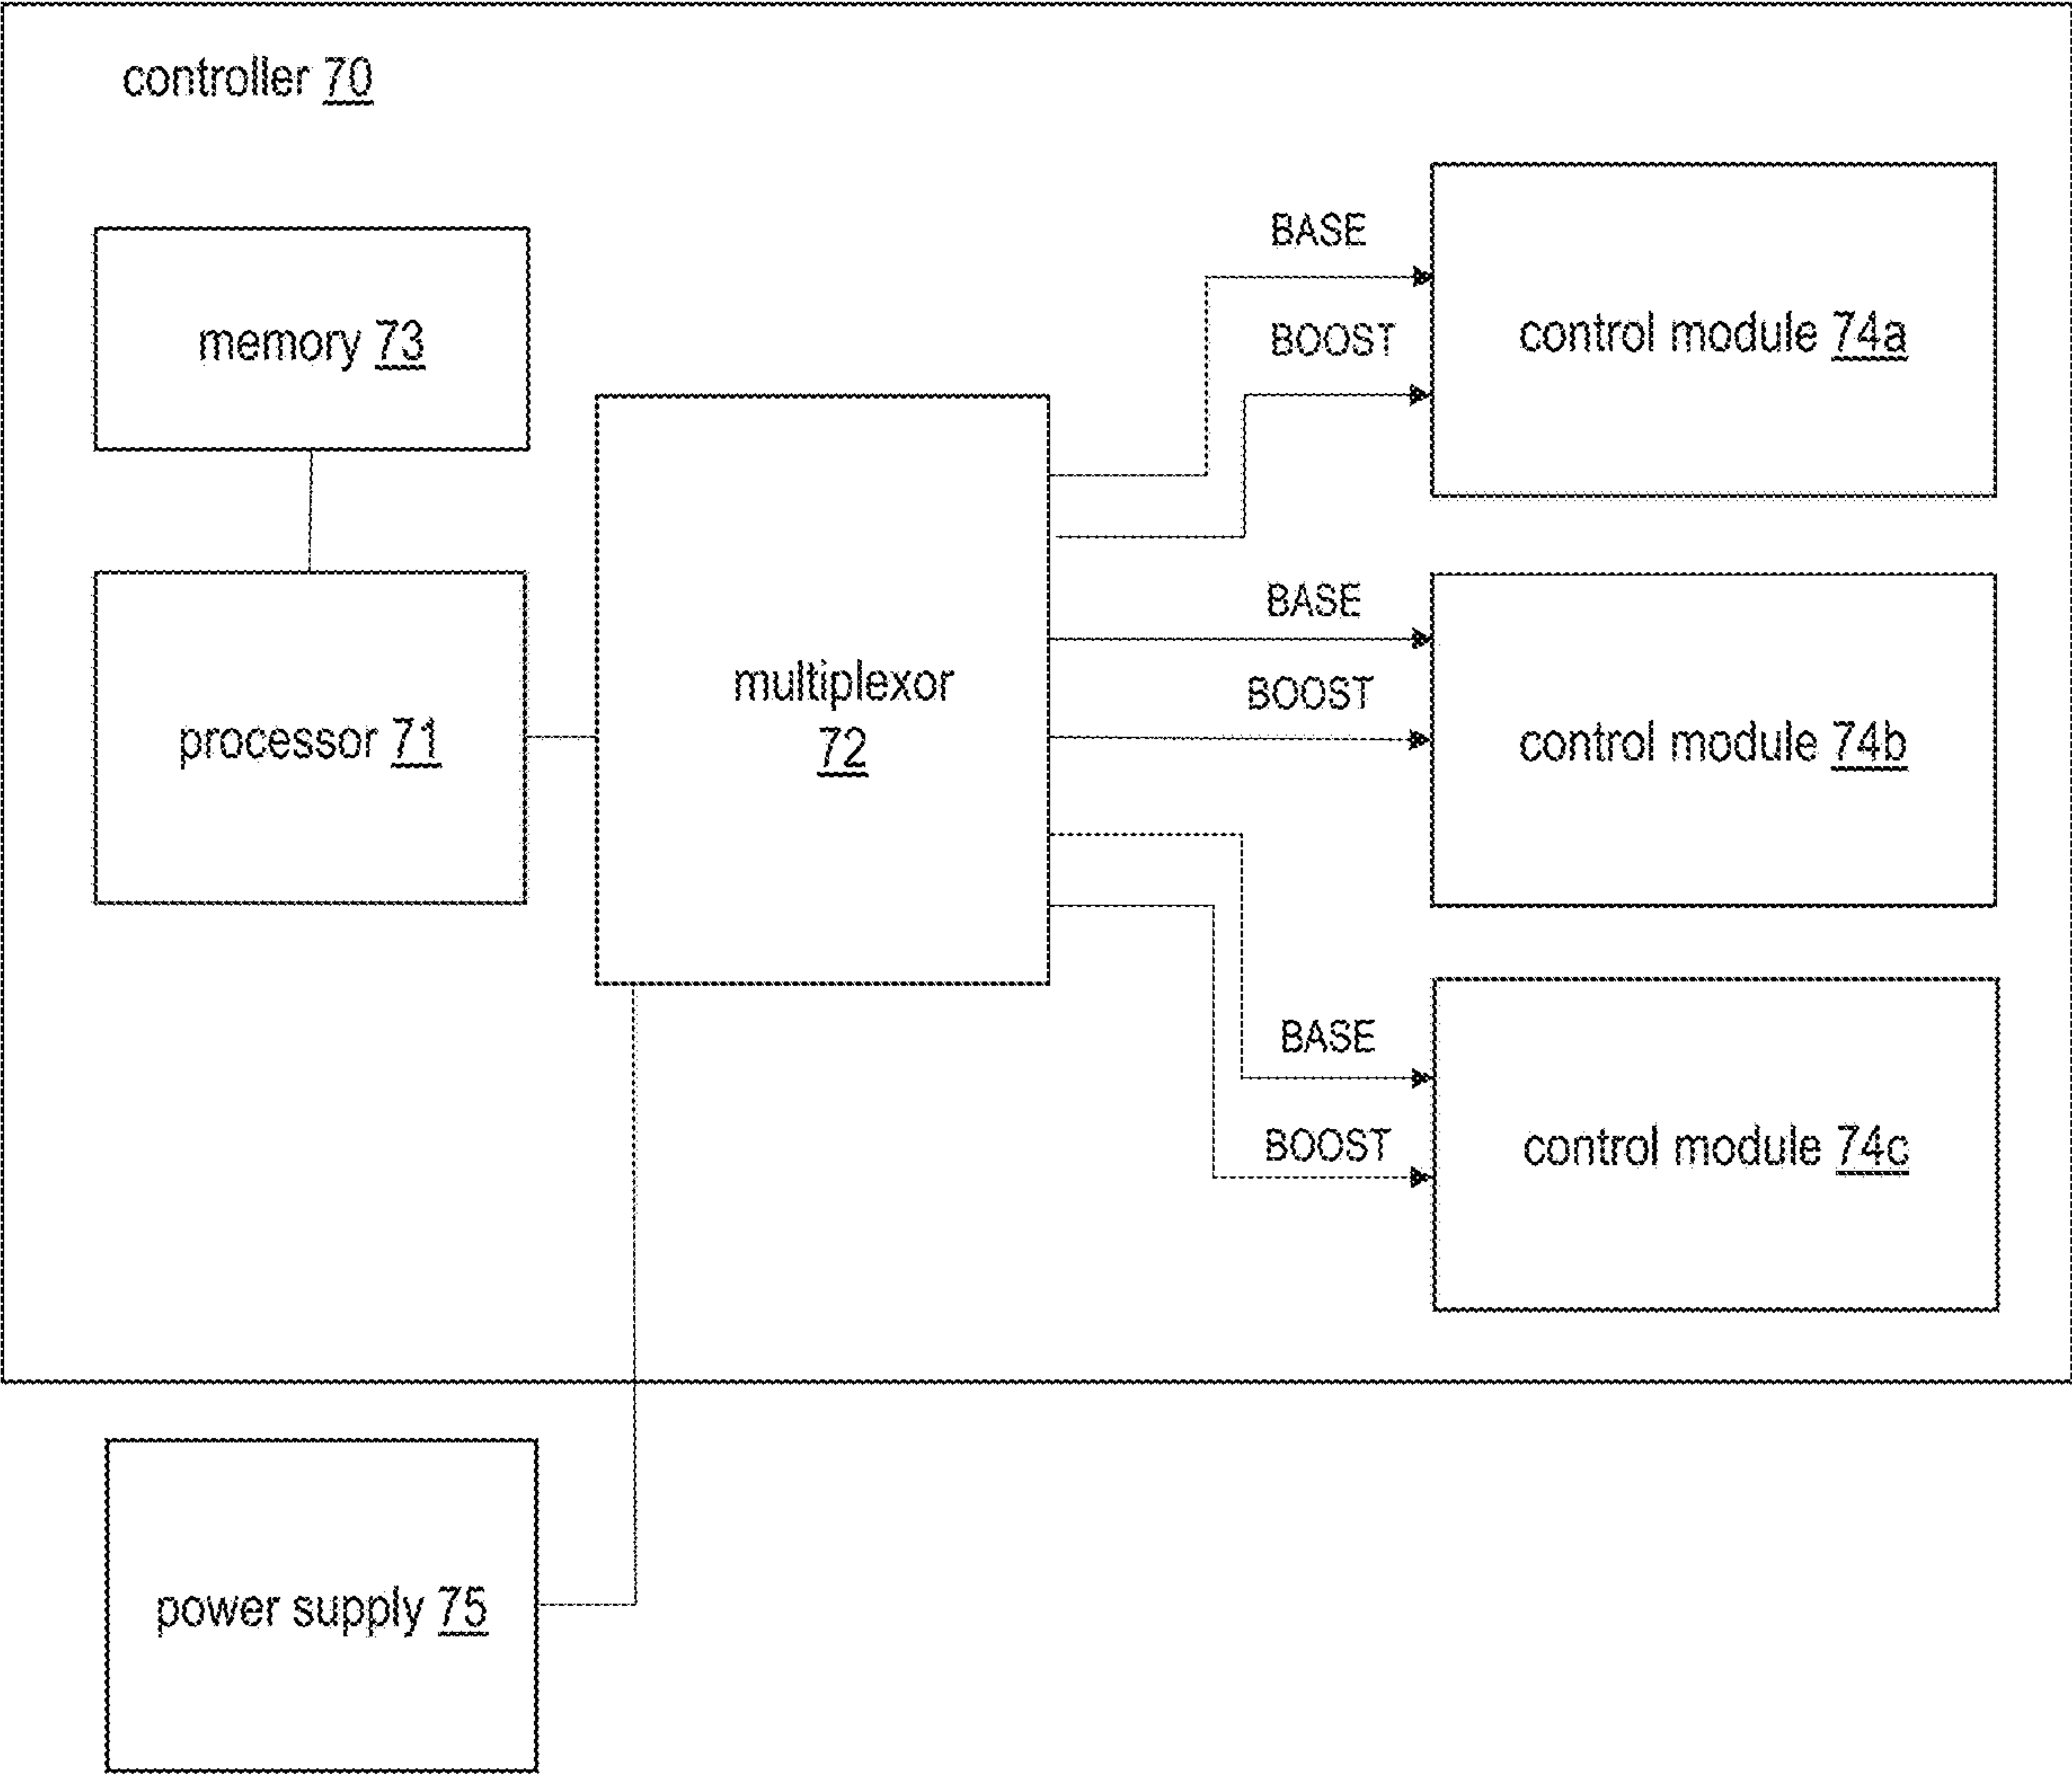 controller 70
memory 73
processor 71
multiplexor
72
BASE
BOOST
control module 74a
BASE
BOOST
control module 74b
BASE
BOOST
control module 74c
power supply 75